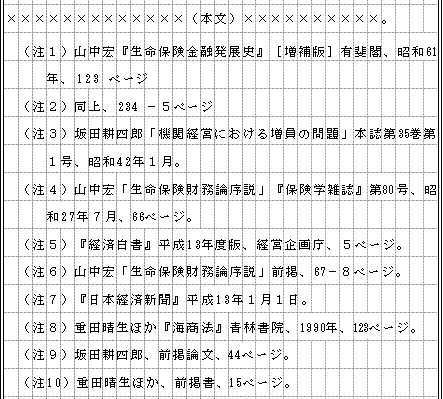 ×××××××××××××（本文）××××××××××。
（注１）山中宏『生命保険金融発展史』［増補版］有斐閣、昭和61
年、123 ページ
（注２）同上、234 －５ページ
（注３）坂田耕四郎「機関経営における増員の問題」本誌第35巻第
１号、昭和42年１月。
（注４）山中宏「生命保険財務論序説」『保険学雑誌』第80号、昭
和27年７月、66ページ。
（注５）『経済白書』平成13年度版、経営企画庁、５ページ。
（注６）山中宏「生命保険財務論序説」前掲、67－８ページ。
（注７）『日本経済新聞』平成13年１月１日。
（注８）重田晴生ほか『海商法』青林書院、1990年、123ページ。
（注９）坂田耕四郎、前掲論文、44ページ。
（注10）重田晴生ほか、前掲書、15ページ。